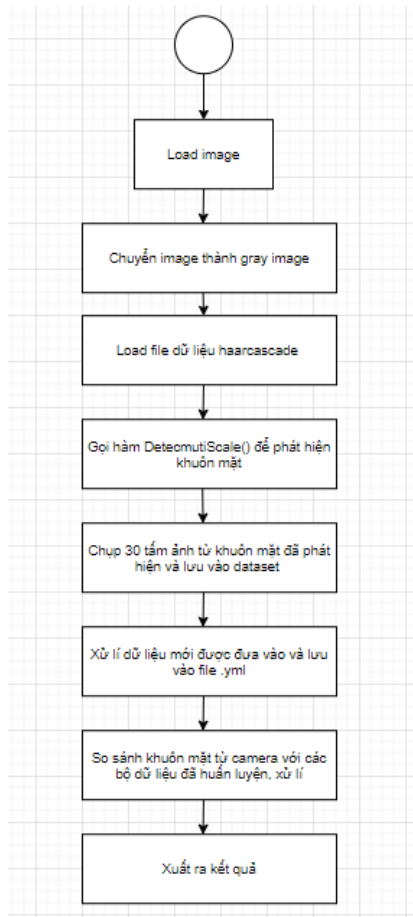 Load image
Chuyển image thành gray image
Load file dữ liệu haarcascade
Gọi hàm DetecmutiScale() để phát hiện
khuôn mặt
Chụp 30 tấm ảnh từ khuôn mặt đã phát
hiện và lưu vào dataset
Xử lí dữ liệu mới được đưa vào và lưu
vào file .yml
So sánh khuôn mặt từ camera với các
bộ dữ liệu đã huấn luyện, xử lí
Xuất ra kết quả